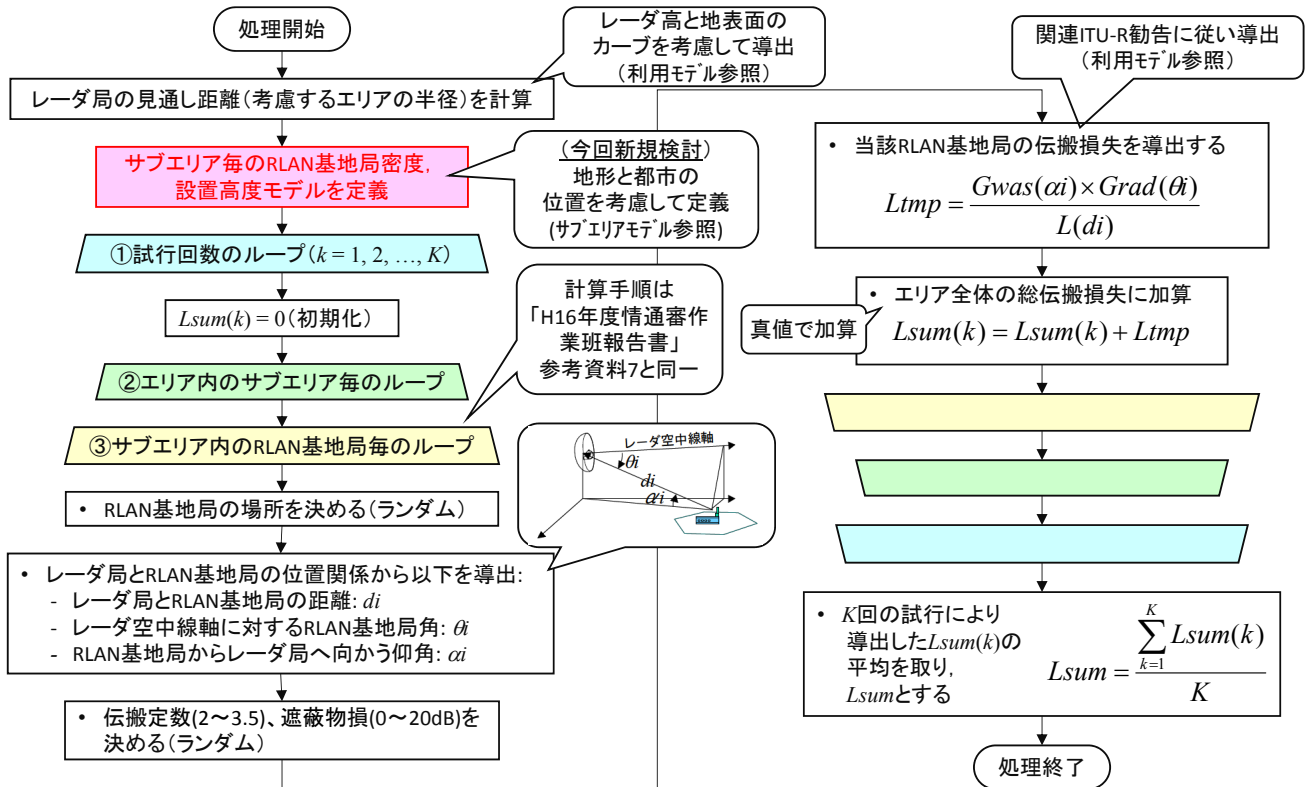 処理開始
レーダ高と地表面の
カーブを考慮して導出
(利用モデル参照)
レーダ局の見通し距離(考慮するエリアの半径)を計算
サブエリア毎のRLAN基地局密度,
設置高度モデルを定義
(今回新規検討)
地形と都市の
位置を考慮して定義
(サブエリアモデル参照)
①試行回数のループ(k = 1, 2, …, K)
Lsum(k) = 0(初期化)
計算手順は
「H16年度情通審作
業班報告書」
参考資料7と同一
②エリア内のサブエリア毎のループ
③サブエリア内のRLAN基地局毎のループ
レーダ空中線軸
θi
di
αi
• RLAN基地局の場所を決める(ランダム)
• レーダ局とRLAN基地局の位置関係から以下を導出:
- レーダ局とRLAN基地局の距離: di
- レーダ空中線軸に対するRLAN基地局角: θi
- RLAN基地局からレーダ局へ向かう仰角: αi
• 伝搬定数(2～3.5)、遮蔽物損(0～20dB)を
決める(ランダム)
関連ITU-R勧告に従い導出
(利用モデル参照)
• 当該RLAN基地局の伝搬損失を導出する
Ltmp = Gwas(αi) × Grad(θi) / L(di)
• エリア全体の総伝搬損失に加算
真値で加算
Lsum(k) = Lsum(k) + Ltmp
• K回の試行により
導出したLsum(k)の
平均を取り,
Lsumとする
Lsum = ∑_{k=1}^{K} Lsum(k) / K
処理終了